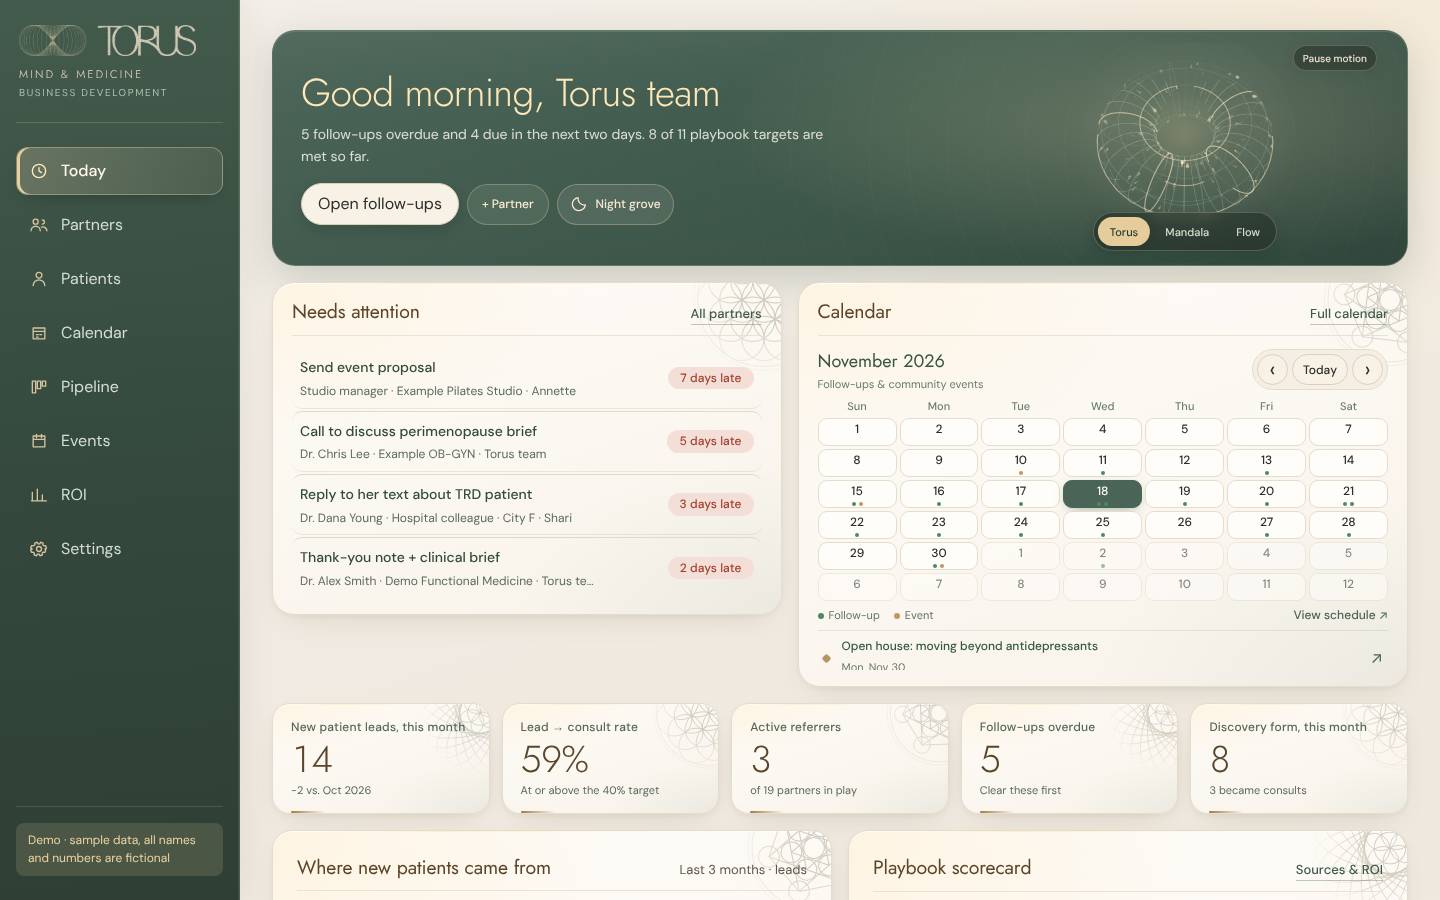 TORUS
MIND & MEDICINE
BUSINESS DEVELOPMENT
Today
Partners
Patients
Calendar
Pipeline
Events
ROI
Settings
Demo · sample data, all names
and numbers are fictional
Good morning, Torus team
5 follow-ups overdue and 4 due in the next two days. 8 of 11 playbook targets are
met so far.
Open follow-ups
+ Partner
Night grove
Pause motion
Torus
Mandala
Flow
Needs attention
All partners
Send event proposal
Studio manager · Example Pilates Studio · Annette
7 days late
Call to discuss perimenopause brief
Dr. Chris Lee · Example OB-GYN · Torus team
5 days late
Reply to her text about TRD patient
Dr. Dana Young · Hospital colleague · City F · Shari
3 days late
Thank-you note + clinical brief
Dr. Alex Smith · Demo Functional Medicine · Torus te...
2 days late
Calendar
Full calendar
November 2026
Follow-ups & community events
‹ Today ›
Sun Mon Tue Wed Thu Fri Sat
1 2 3 4 5 6 7
8 9 10 11 12 13 14
15 16 17 18 19 20 21
22 23 24 25 26 27 28
29 30 1 2 3 4 5
6 7 8 9 10 11 12
Follow-up
Event
View schedule ↗
Open house: moving beyond antidepressants
Mon, Nov 30
↗
New patient leads, this month
14
-2 vs. Oct 2026
Lead → consult rate
59%
At or above the 40% target
Active referrers
3
of 19 partners in play
Follow-ups overdue
5
Clear these first
Discovery form, this month
8
3 became consults
Where new patients came from
Last 3 months · leads
Playbook scorecard
Sources & ROI